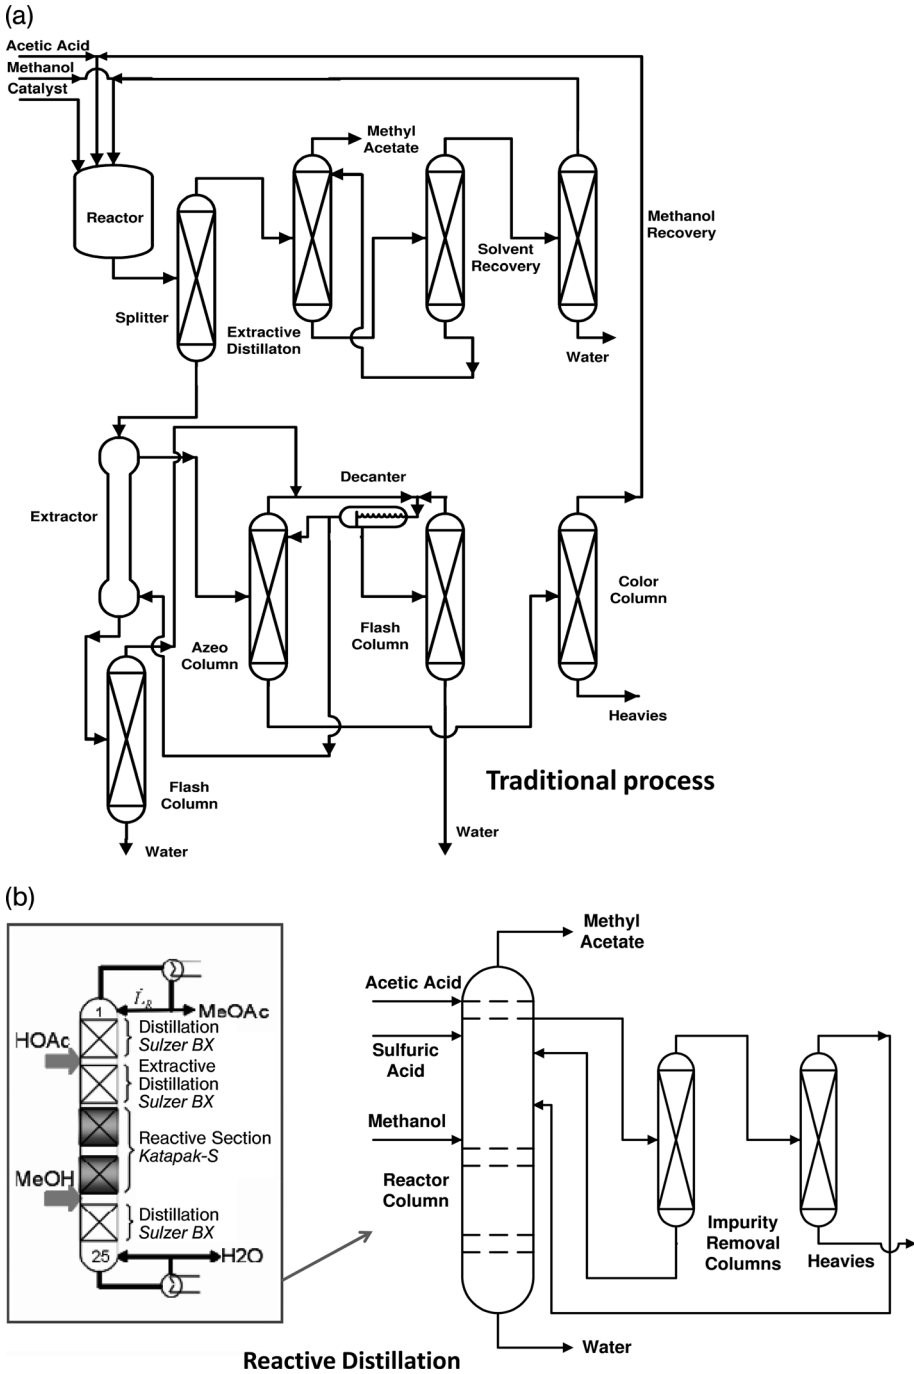 (a)
Acetic Acid
Methanol
Catalyst
Reactor
Splitter
Methyl
Acetate
Extractive
Distillaton
Solvent
Recovery
Methanol
Recovery
Water
Extractor
Decanter
Azeo
Column
Flash
Column
Color
Column
Heavies
Flash
Column
Water
Water
Traditional process
(b)
1
L_R
MeOAc
HOAc
Distillation
Sulzer BX
Extractive
Distillation
Sulzer BX
Reactive Section
Katapak-S
MeOH
Distillation
Sulzer BX
25
H2O
Methyl
Acetate
Acetic Acid
Sulfuric
Acid
Methanol
Reactor
Column
Impurity
Removal
Columns
Heavies
Water
Reactive Distillation